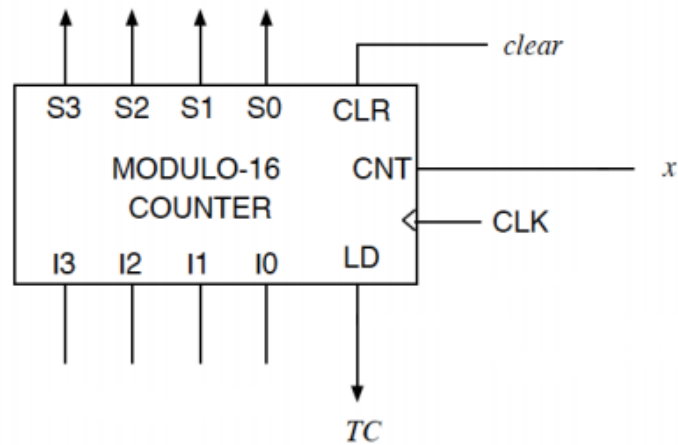 clear
S3 S2 S1 S0 CLR
MODULO-16 CNT x
COUNTER
CLK
I3 I2 I1 I0 LD
TC